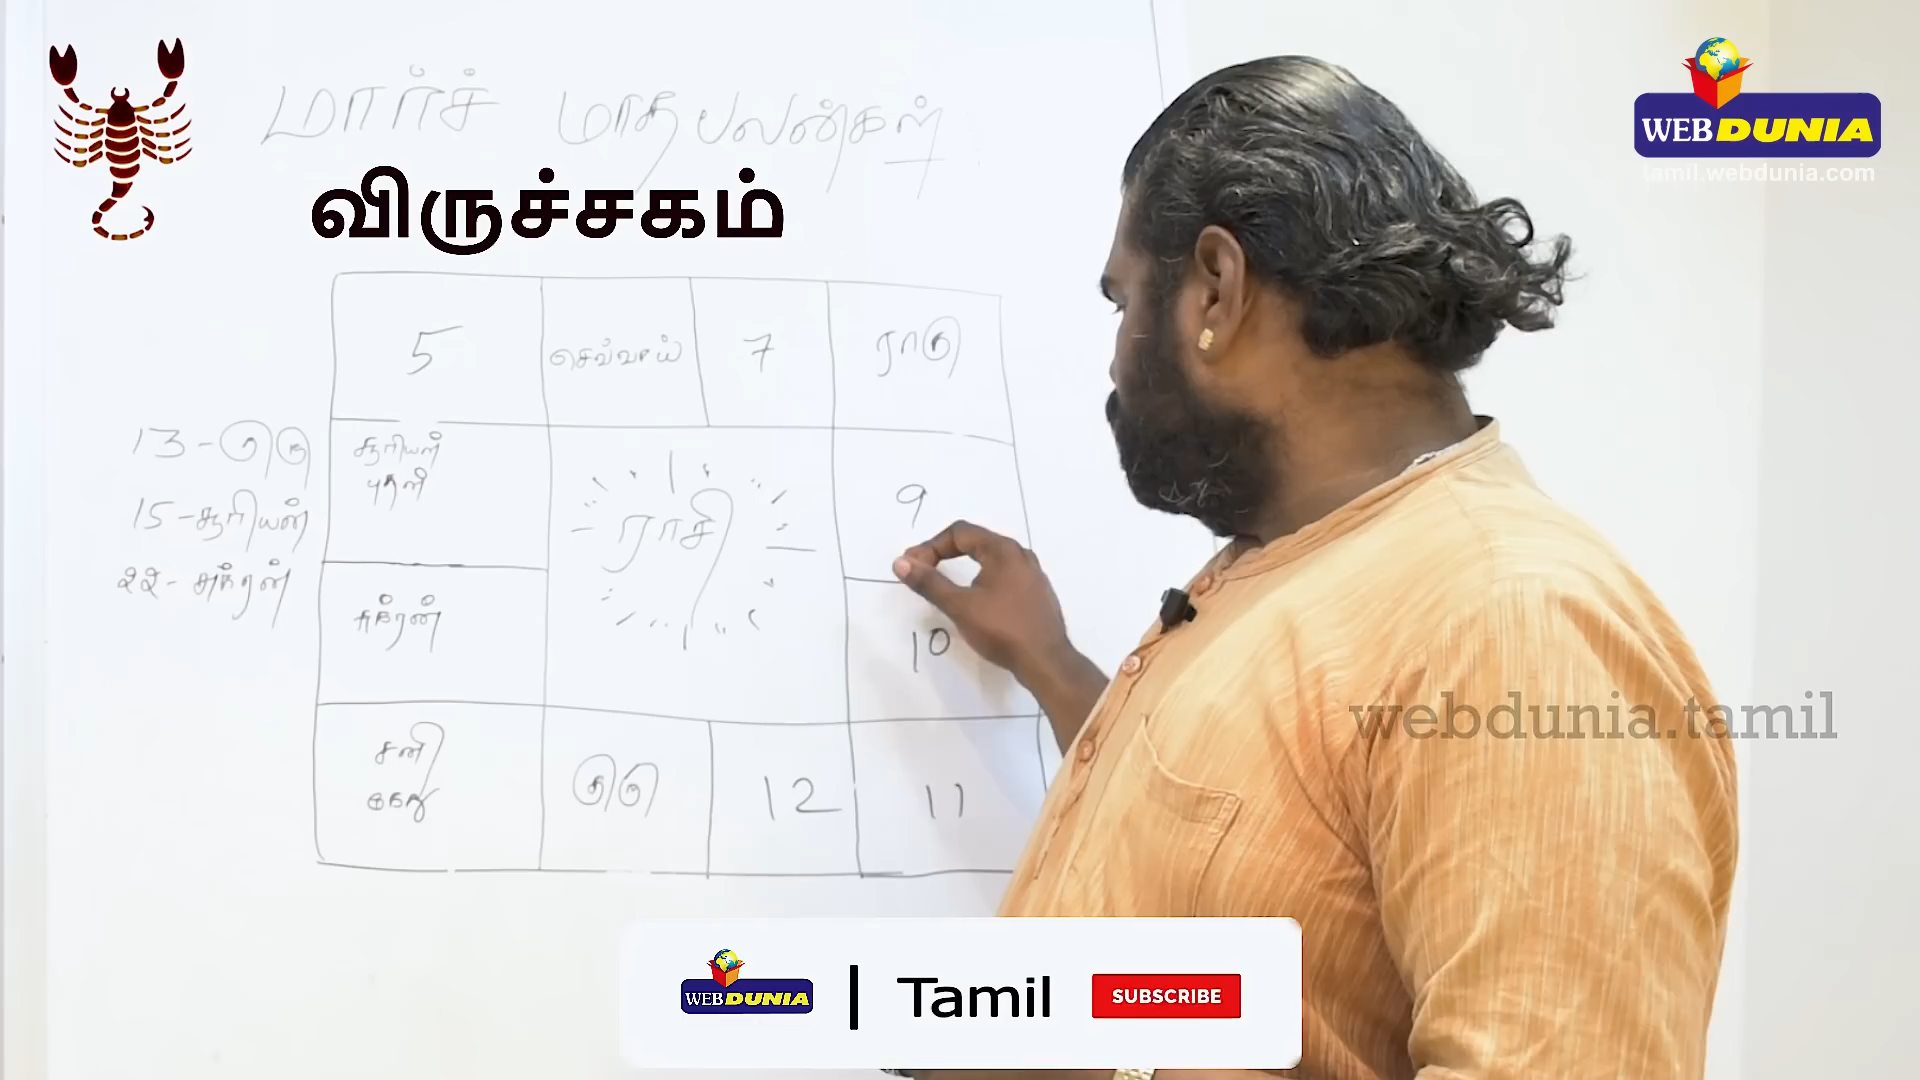 மார்ச் மாத பலன்கள்
WEBDUNIA
tamil.webdunia.com
விருச்சகம்
5
செவ்வாய்
7
ராகு
13 - குரு
சூரியன்
புதன்
9
15 - சூரியன்
ராசி
22 - சுக்ரன்
சுக்ரன்
10
webdunia.tamil
சனி
கேது
குரு
12
11
WEBDUNIA | Tamil SUBSCRIBE